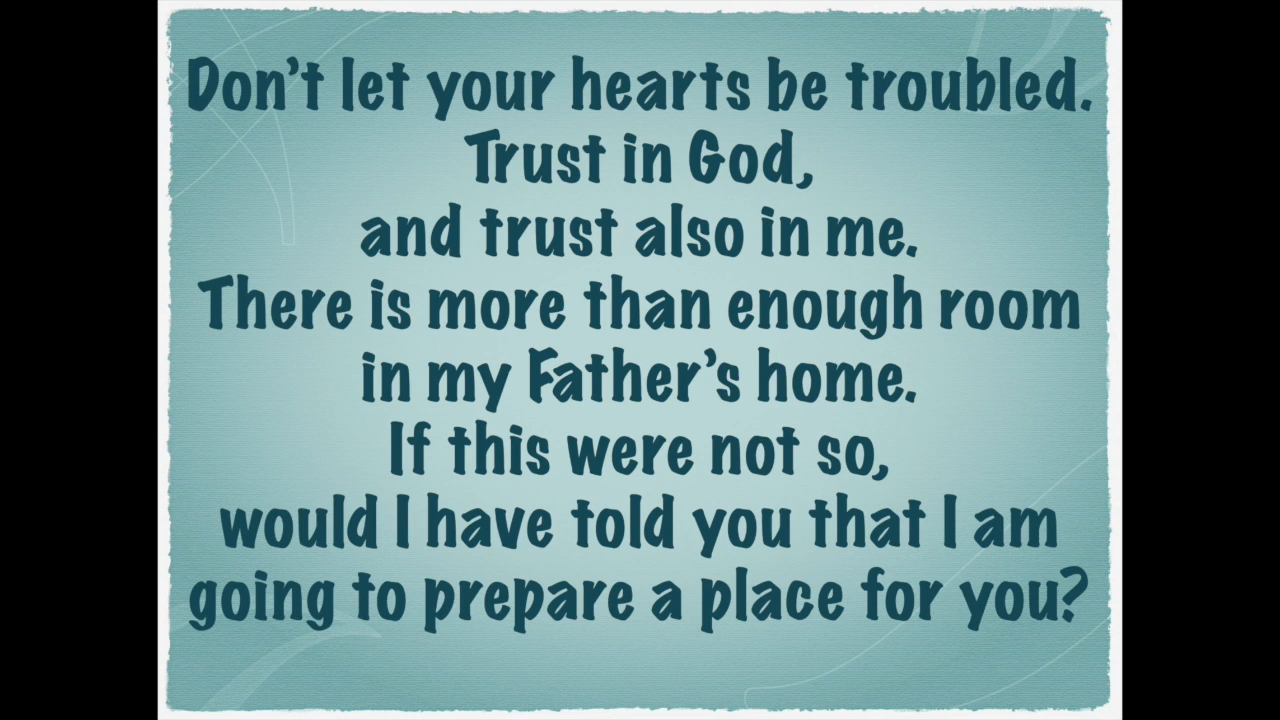 Don't let your hearts be troubled.
Trust in God,
and trust also in me.
There is more than enough room
in my Father's home.
If this were not so,
would I have told you that I am
going to prepare a place for you?